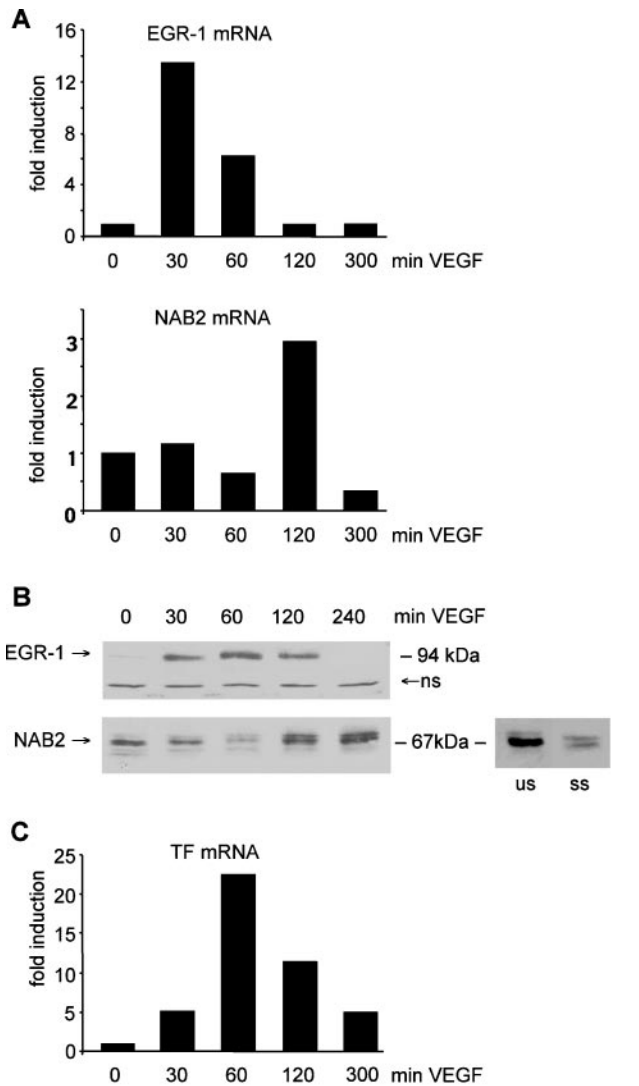 A
EGR-1 mRNA
fold induction
16
12
8
4
0
0 30 60 120 300 min VEGF
NAB2 mRNA
fold induction
3
2
1
0
0 30 60 120 300 min VEGF
B
0 30 60 120 240 min VEGF
EGR-1 → – 94 kDa
←ns
NAB2 → – 67kDa –
us ss
C
TF mRNA
fold induction
25
20
15
10
5
0
0 30 60 120 300 min VEGF